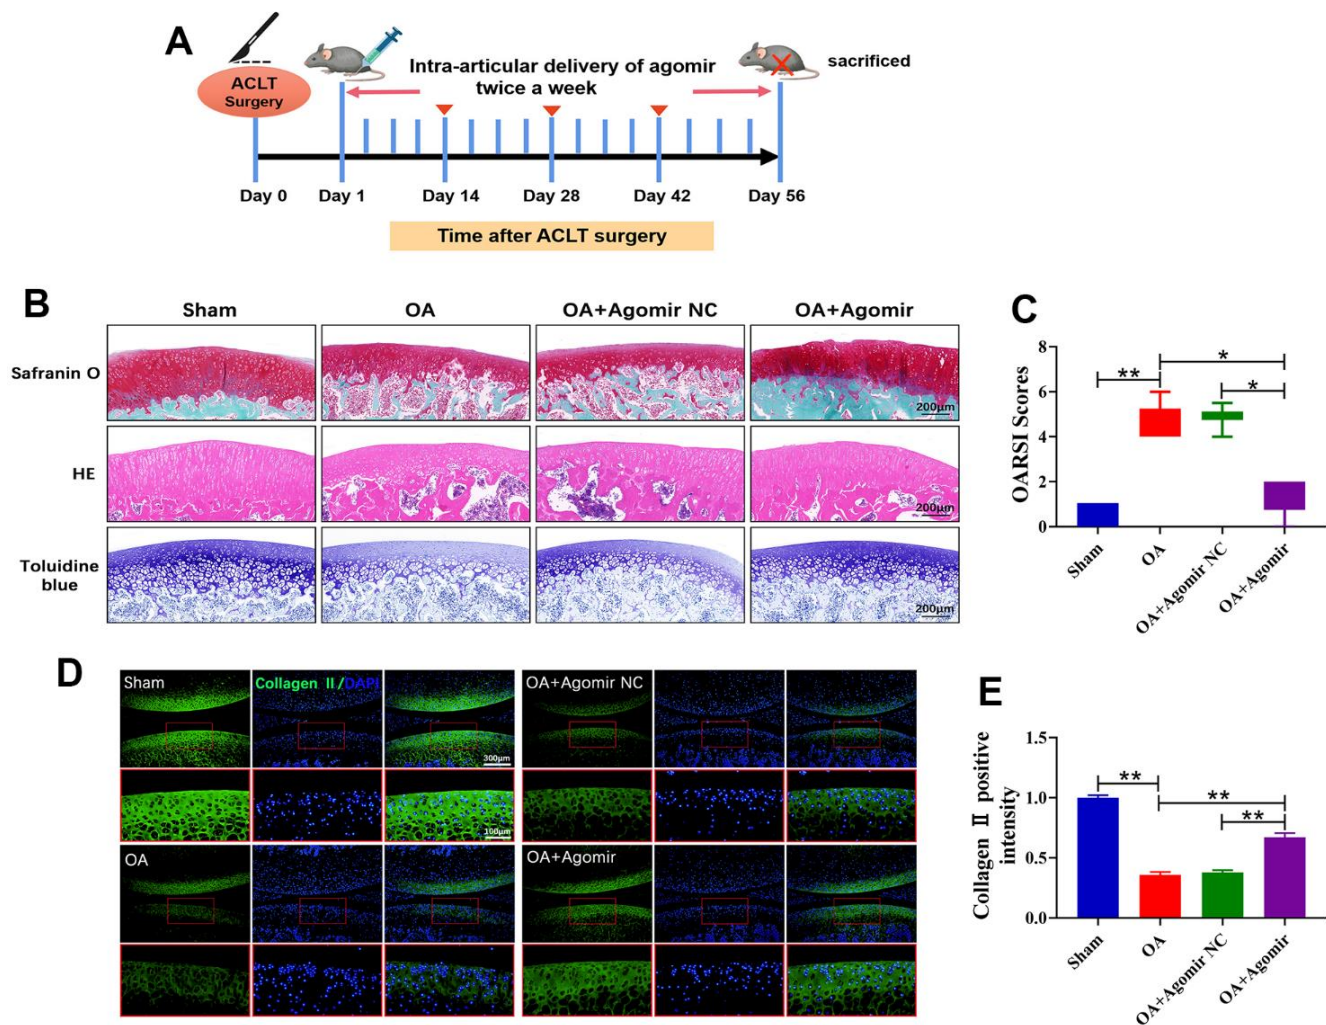 A
ACLT
Surgery
Intra-articular delivery of agomir
twice a week
sacrificed
Day 0
Day 1
Day 14
Day 28
Day 42
Day 56
Time after ACLT surgery
B
Sham
OA
OA+Agomir NC
OA+Agomir
Safranin O
200μm
HE
200μm
Toluidine
blue
200μm
C
OARSI Scores
8
6
4
2
0
**
*
*
Sham
OA
OA+Agomir NC
OA+Agomir
D
Sham
Collagen II/DAPI
300μm
100μm
OA+Agomir NC
OA
OA+Agomir
E
Collagen II positive
intensity
1.5
1.0
0.5
0.0
**
**
**
Sham
OA
OA+Agomir NC
OA+Agomir